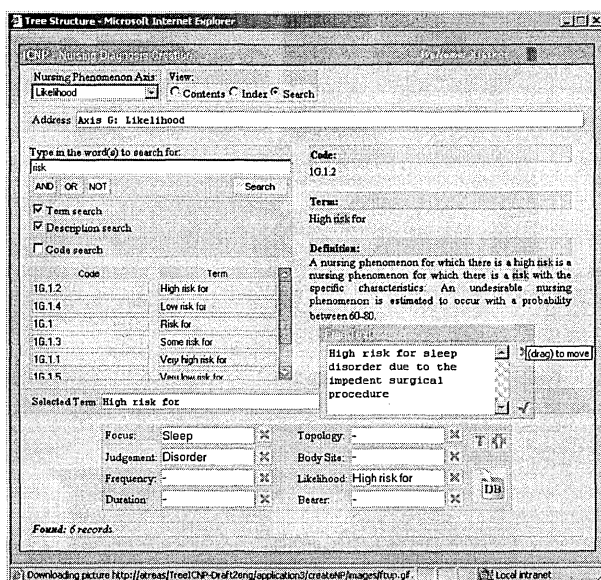 Tree Structure - Microsoft Internet Explorer
ICNP - Nursing Diagnosis Creation
Nursing Phenomenon Axis:
Likelihood
View:
Contents Index Search
Address: Axis G: Likelihood
Type in the word(s) to search for:
risk
AND OR NOT Search
Term search
Description search
Code search
Code Term
1G.1.2 High risk for
1G.1.4 Low risk for
1G.1 Risk for
1G.1.3 Some risk for
1G.1.1 Very high risk for
1G.1.5 Very low risk for
Code:
1G.1.2
Term:
High risk for
Definition:
A nursing phenomenon for which there is a high risk is a
nursing phenomenon for which there is a risk with the
specific characteristics: An undesirable nursing
phenomenon is estimated to occur with a probability
between 60-80.
High risk for sleep
disorder due to the
impedent surgical
procedure
(drag) to move
Selected Term: High risk for
Focus: Sleep
Judgement: Disorder
Frequency: -
Duration: -
Topology: -
Body Site: -
Likelihood: High risk for
Bearer: -
T
DB
Found: 6 records.
Downloading picture http://atreas/TreeICNP-Draft2eng/application3/createNP/images/ftup.gif
Local intranet